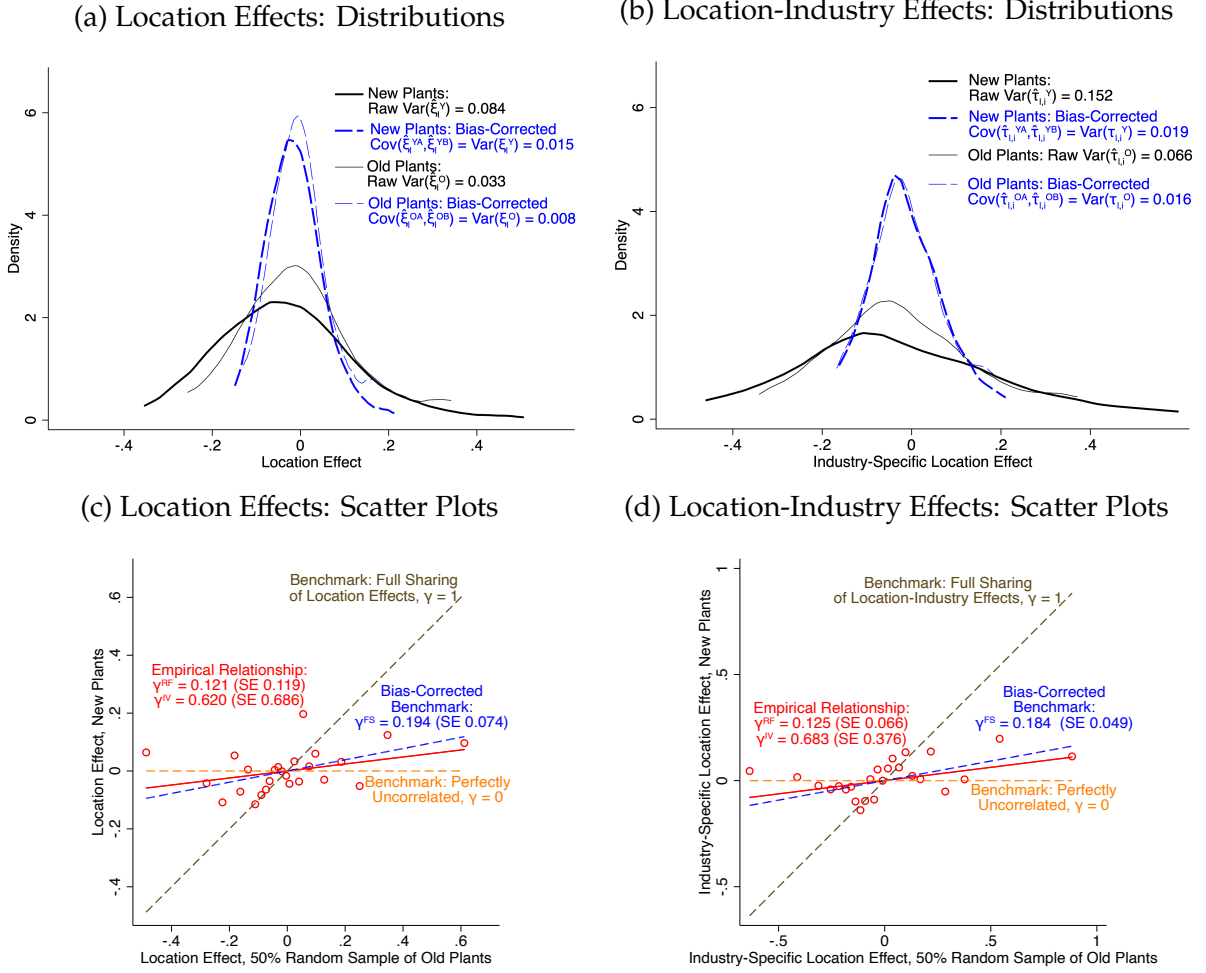 (a) Location Effects: Distributions
Density
0
2
4
6
-.4
-.2
0
.2
.4
Location Effect
New Plants:
Raw Var(ξ̂ₗʸ) = 0.084
New Plants: Bias-Corrected
Cov(ξ̂ₗʸᴬ,ξ̂ₗʸᴮ) = Var(ξₗʸ) = 0.015
Old Plants:
Raw Var(ξ̂ₗᴼ) = 0.033
Old Plants: Bias-Corrected
Cov(ξ̂ₗᴼᴬ,ξ̂ₗᴼᴮ) = Var(ξₗᴼ) = 0.008
(b) Location-Industry Effects: Distributions
Density
0
2
4
6
-.4
-.2
0
.2
.4
Industry-Specific Location Effect
New Plants:
Raw Var(τ̂ₗ,ᵢʸ) = 0.152
New Plants: Bias-Corrected
Cov(τ̂ₗ,ᵢʸᴬ,τ̂ₗ,ᵢʸᴮ) = Var(τₗ,ᵢʸ) = 0.019
Old Plants: Raw Var(τ̂ₗ,ᵢᴼ) = 0.066
Old Plants: Bias-Corrected
Cov(τ̂ₗ,ᵢᴼᴬ,τ̂ₗ,ᵢᴼᴮ) = Var(τₗ,ᵢᴼ) = 0.016
(c) Location Effects: Scatter Plots
Location Effect, New Plants
.6
.4
.2
0
-.2
-.4
-.4
-.2
0
.2
.4
.6
Location Effect, 50% Random Sample of Old Plants
Benchmark: Full Sharing
of Location Effects, γ = 1
Empirical Relationship:
γᴿꟳ = 0.121 (SE 0.119)
γᴵⱽ = 0.620 (SE 0.686)
Bias-Corrected
Benchmark:
γꟳˢ = 0.194 (SE 0.074)
Benchmark: Perfectly
Uncorrelated, γ = 0
(d) Location-Industry Effects: Scatter Plots
Industry-Specific Location Effect, New Plants
1
.5
0
-.5
-.5
0
.5
1
Industry-Specific Location Effect, 50% Random Sample of Old Plants
Benchmark: Full Sharing
of Location-Industry Effects, γ = 1
Empirical Relationship:
γᴿꟳ = 0.125 (SE 0.066)
γᴵⱽ = 0.683 (SE 0.376)
Bias-Corrected
Benchmark:
γꟳˢ = 0.184 (SE 0.049)
Benchmark: Perfectly
Uncorrelated, γ = 0